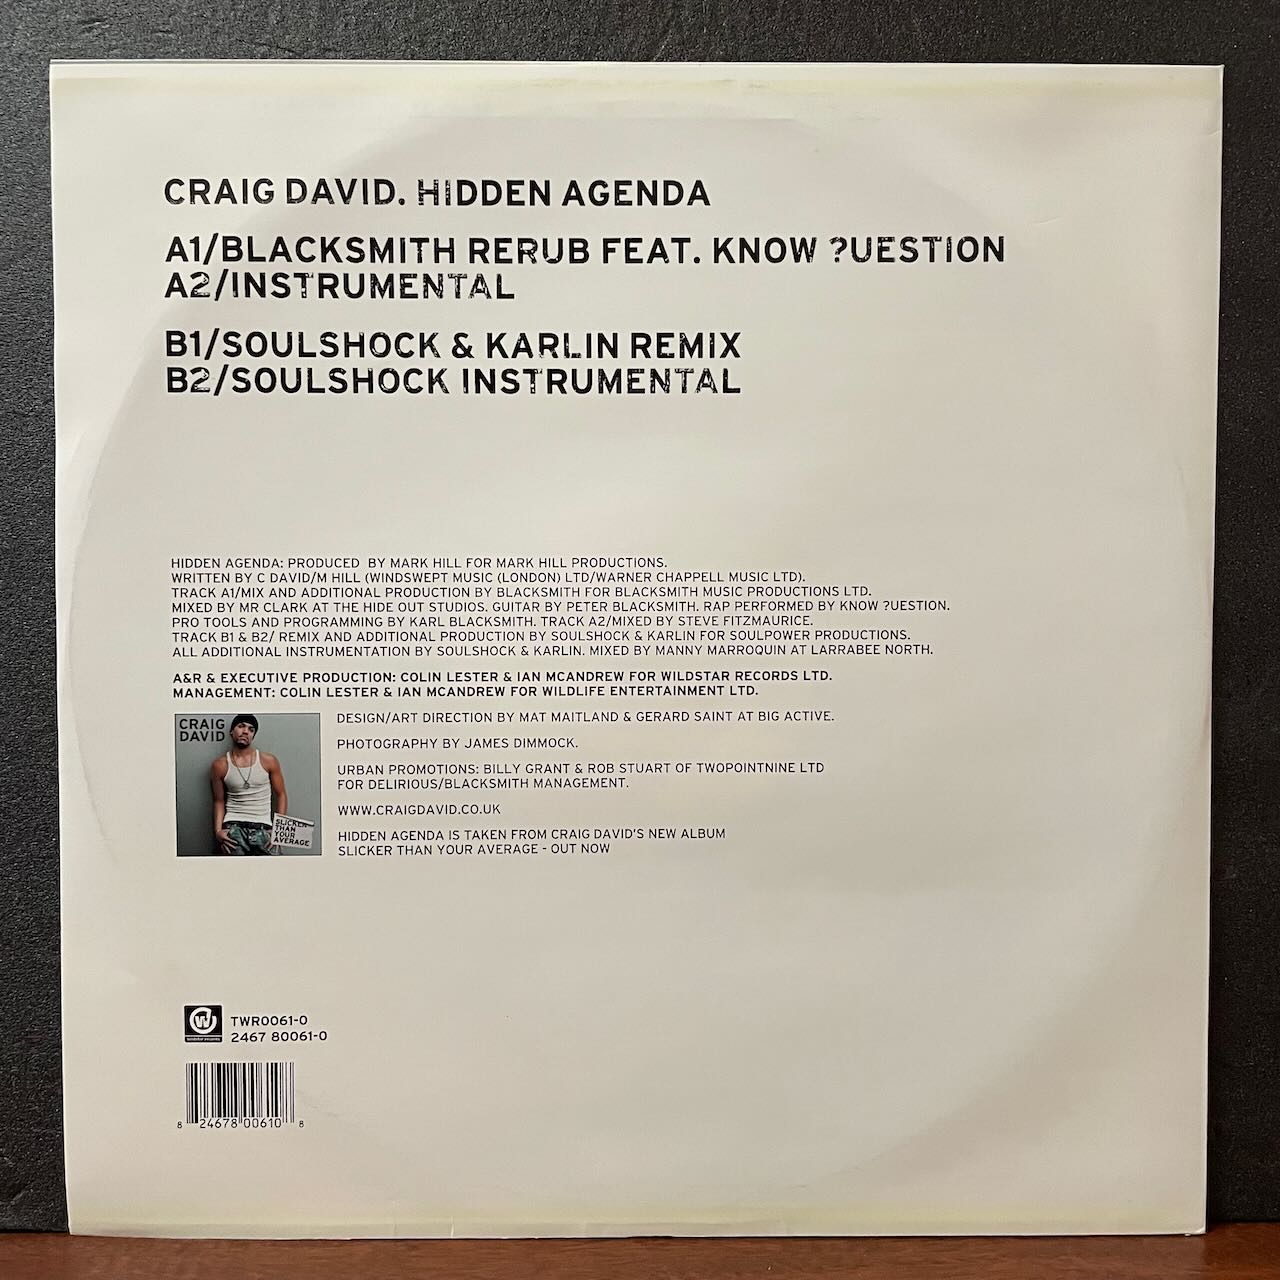 CRAIG DAVID. HIDDEN AGENDA
A1/BLACKSMITH RERUB FEAT. KNOW ?UESTION
A2/INSTRUMENTAL
B1/SOULSHOCK & KARLIN REMIX
B2/SOULSHOCK INSTRUMENTAL
HIDDEN AGENDA: PRODUCED BY MARK HILL FOR MARK HILL PRODUCTIONS.
WRITTEN BY C DAVID/M HILL (WINDSWEPT MUSIC (LONDON) LTD/WARNER CHAPPELL MUSIC LTD).
TRACK A1/MIX AND ADDITIONAL PRODUCTION BY BLACKSMITH FOR BLACKSMITH MUSIC PRODUCTIONS LTD.
MIXED BY MR CLARK AT THE HIDE OUT STUDIOS. GUITAR BY PETER BLACKSMITH. RAP PERFORMED BY KNOW ?UESTION.
PRO TOOLS AND PROGRAMMING BY KARL BLACKSMITH. TRACK A2/MIXED BY STEVE FITZMAURICE.
TRACK B1 & B2/ REMIX AND ADDITIONAL PRODUCTION BY SOULSHOCK & KARLIN FOR SOULPOWER PRODUCTIONS.
ALL ADDITIONAL INSTRUMENTATION BY SOULSHOCK & KARLIN. MIXED BY MANNY MARROQUIN AT LARRABEE NORTH.
A&R & EXECUTIVE PRODUCTION: COLIN LESTER & IAN MCANDREW FOR WILDSTAR RECORDS LTD.
MANAGEMENT: COLIN LESTER & IAN MCANDREW FOR WILDLIFE ENTERTAINMENT LTD.
CRAIG
DAVID
SLICKER
THAN
YOUR
AVERAGE
DESIGN/ART DIRECTION BY MAT MAITLAND & GERARD SAINT AT BIG ACTIVE.
PHOTOGRAPHY BY JAMES DIMMOCK.
URBAN PROMOTIONS: BILLY GRANT & ROB STUART OF TWOPOINTNINE LTD
FOR DELIRIOUS/BLACKSMITH MANAGEMENT.
WWW.CRAIGDAVID.CO.UK
HIDDEN AGENDA IS TAKEN FROM CRAIG DAVID'S NEW ALBUM
SLICKER THAN YOUR AVERAGE - OUT NOW
W
TWR0061-0
2467 80061-0
8 24678 00610 8